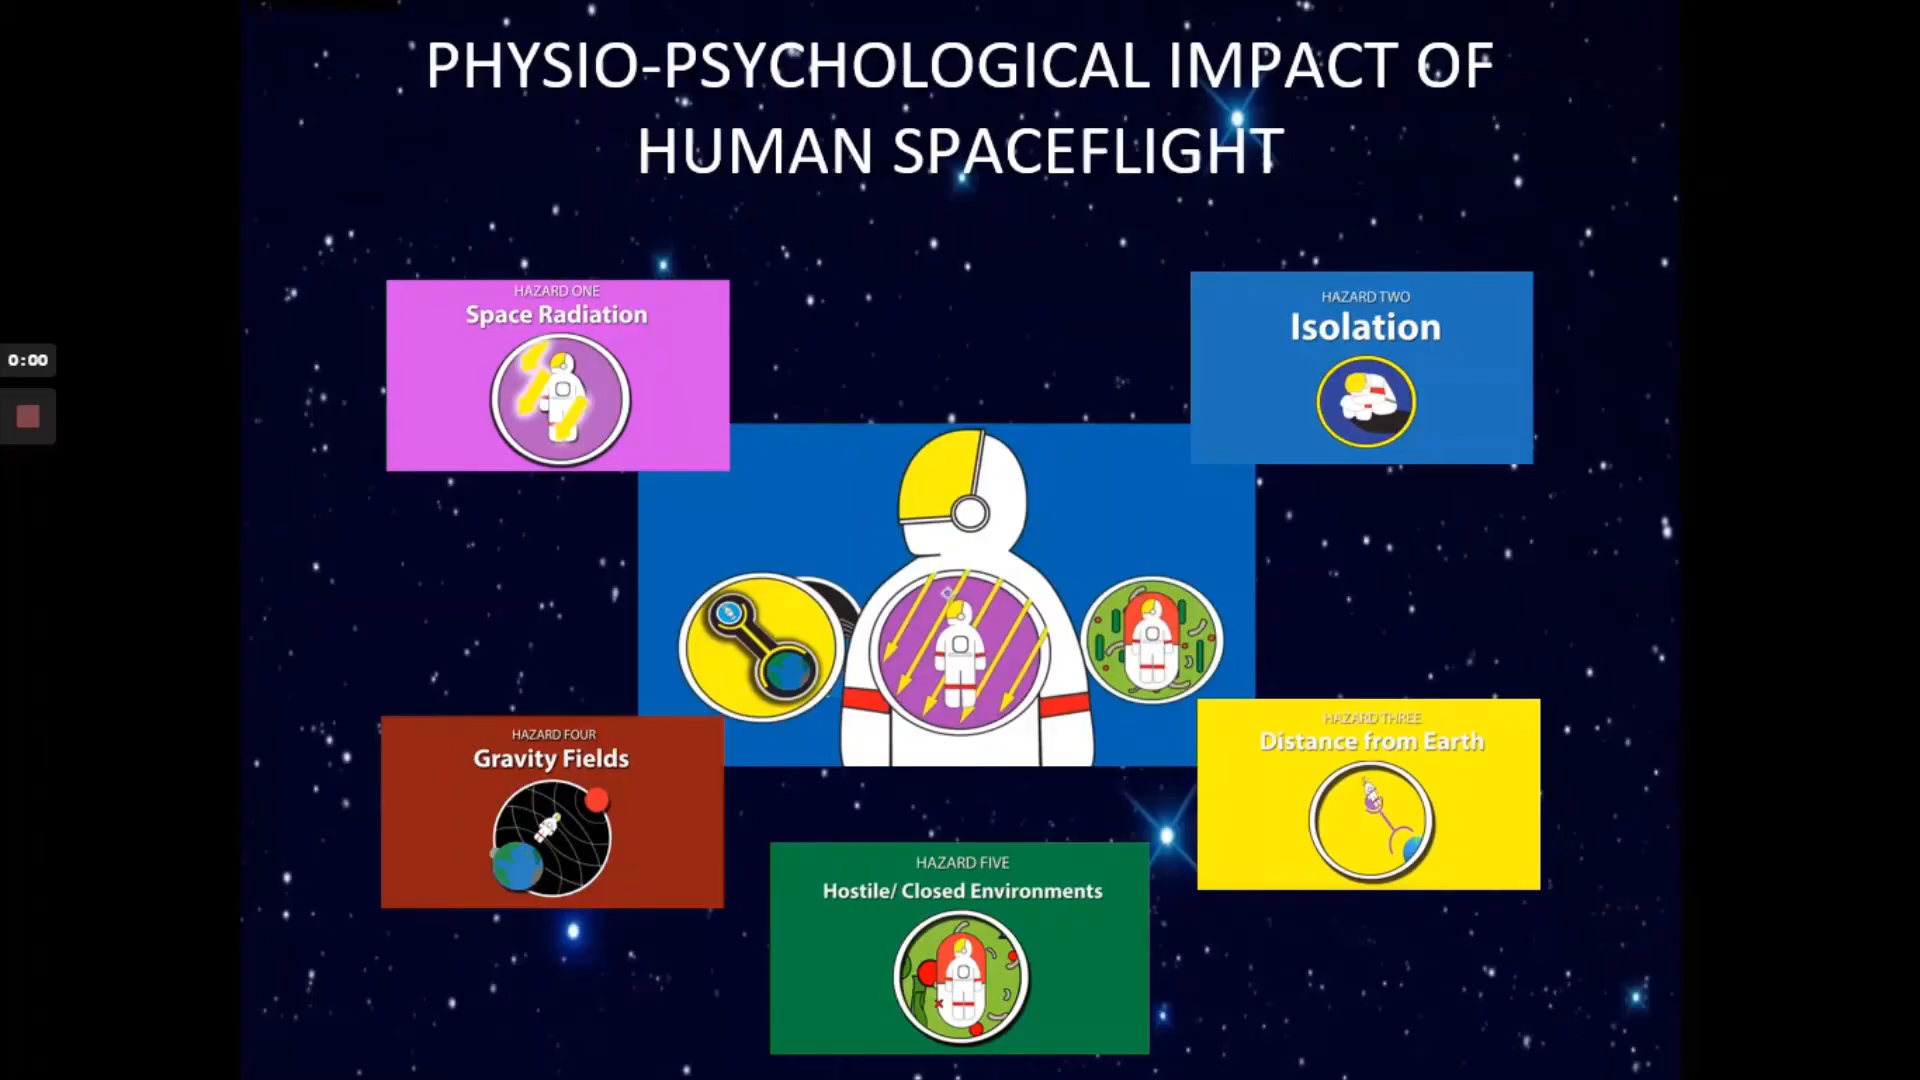 PHYSIO-PSYCHOLOGICAL IMPACT OF
HUMAN SPACEFLIGHT
HAZARD ONE
Space Radiation
HAZARD TWO
Isolation
0:00
HAZARD FOUR
Gravity Fields
HAZARD THREE
Distance from Earth
HAZARD FIVE
Hostile/ Closed Environments